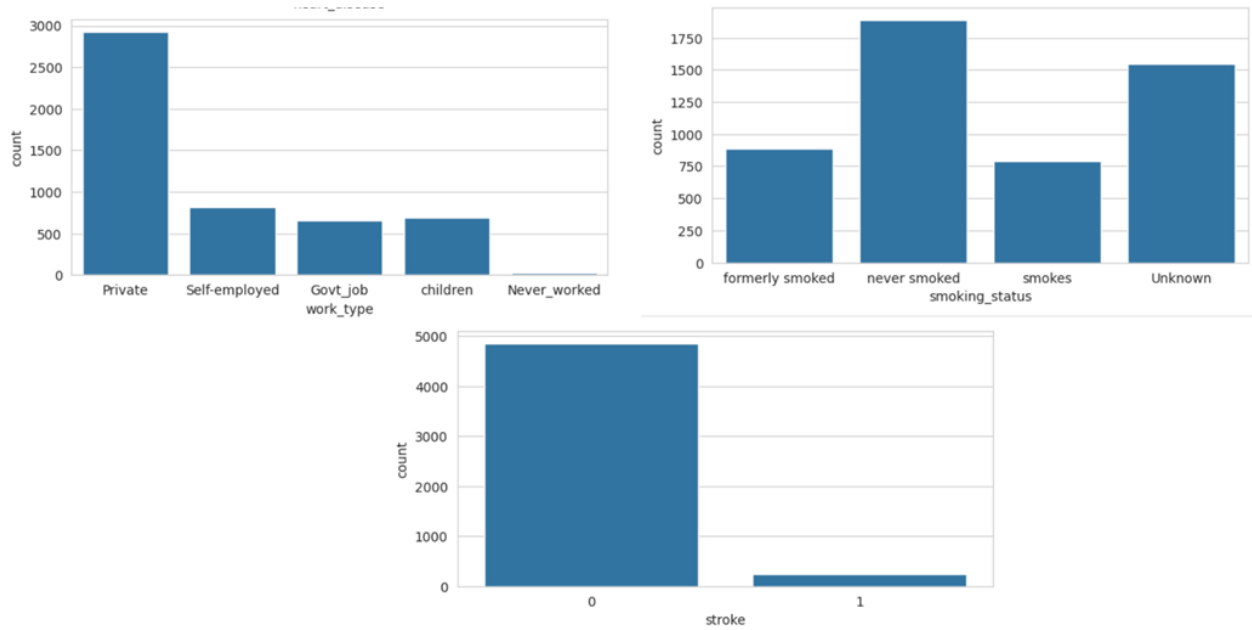 3000
2500
2000
1500
1000
500
0
count
Private Self-employed Govt_job children Never_worked
work_type
1750
1500
1250
1000
750
500
250
0
count
formerly smoked never smoked smokes Unknown
smoking_status
5000
4000
3000
2000
1000
0
count
0 1
stroke